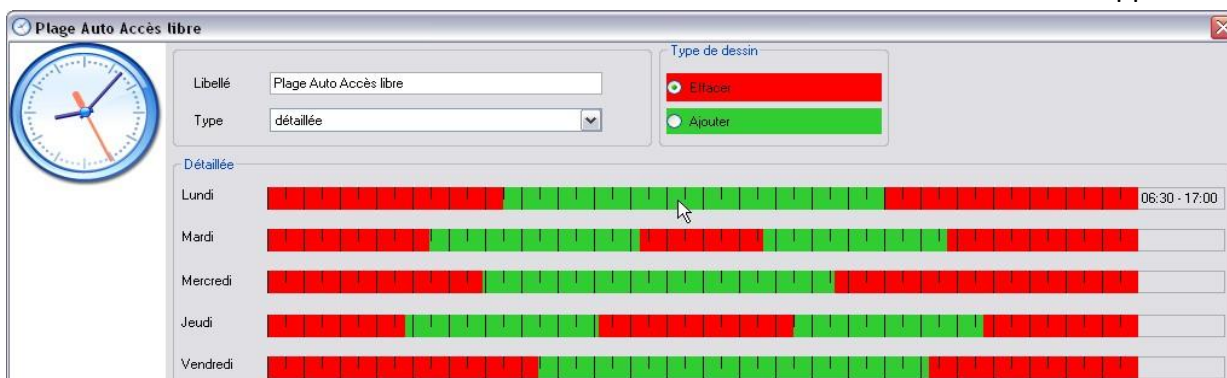 Plage Auto Accès libre
Type de dessin
Libellé Plage Auto Accès libre
Effacer
Type détaillée
Ajouter
Détaillée
Lundi 06:30 - 17:00
Mardi
Mercredi
Jeudi
Vendredi